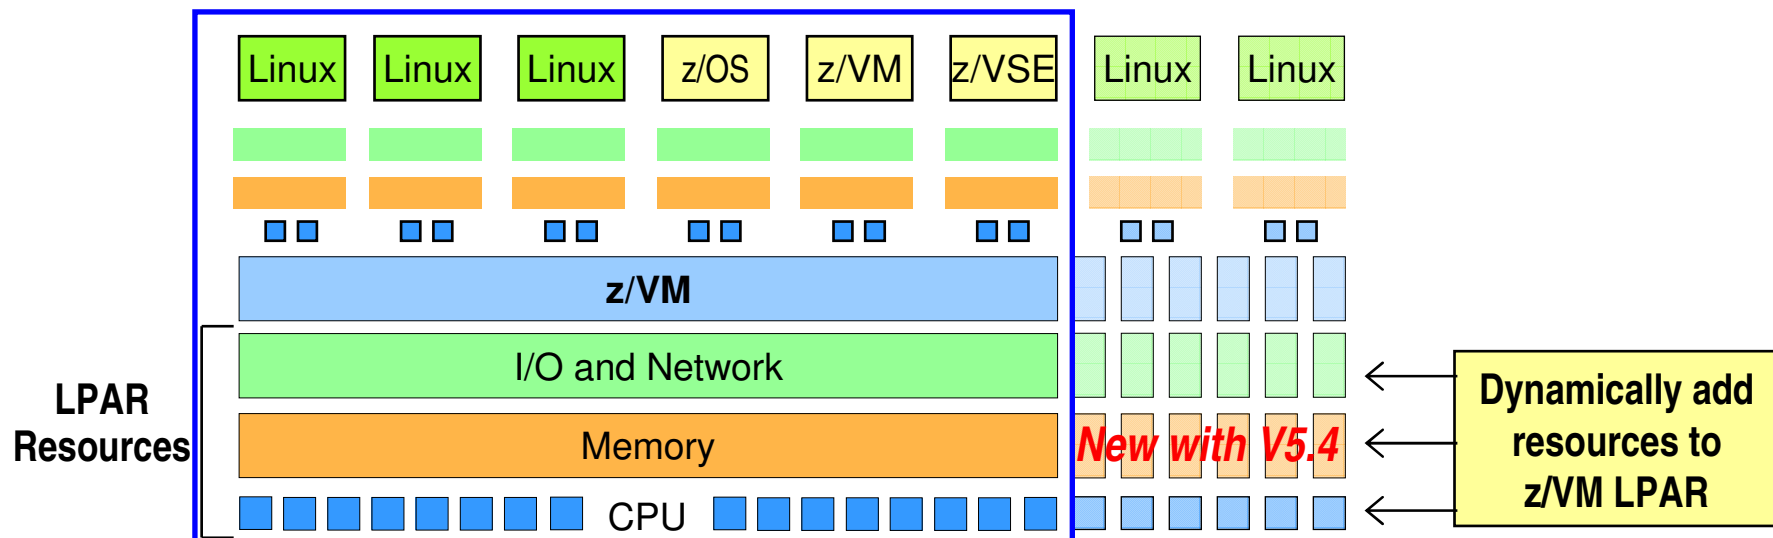 Linux Linux Linux z/OS z/VM z/VSE Linux Linux
z/VM
I/O and Network
Memory
New with V5.4
CPU
LPAR
Resources
Dynamically add
resources to
z/VM LPAR